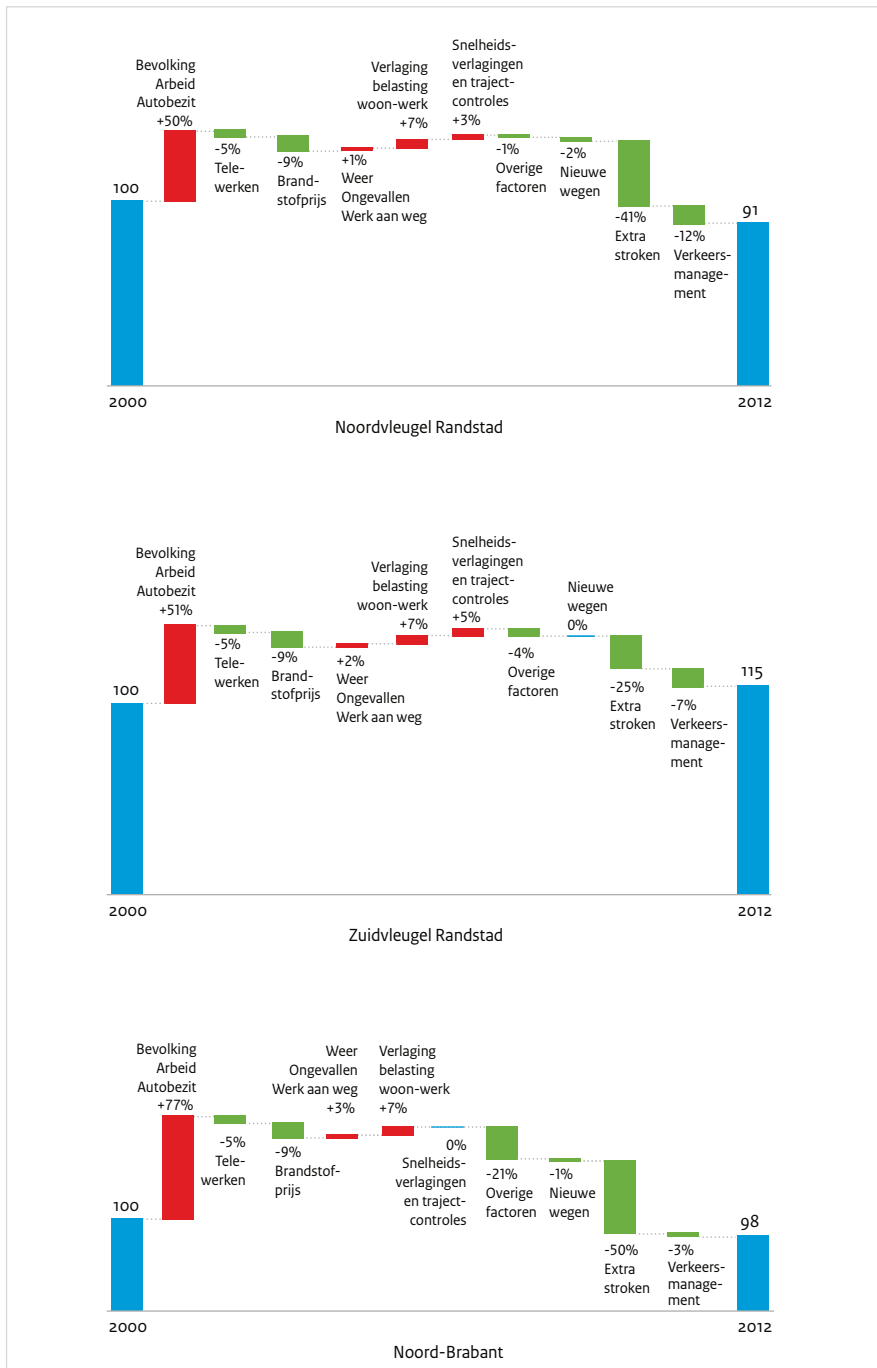 Bevolking
Arbeid
Autobezit
+50%
-5%
Tele-
werken
-9%
Brand-
stofprijs
+1%
Weer
Ongevallen
Werk aan weg
Verlaging
belasting
woon-werk
+7%
Snelheids-
verlagingen
en traject-
controles
+3%
-1%
Overige
factoren
-2%
Nieuwe
wegen
-41%
Extra
stroken
-12%
Verkeers-
manage-
ment
100
91
2000
2012
Noordvleugel Randstad
Bevolking
Arbeid
Autobezit
+51%
-5%
Tele-
werken
-9%
Brand-
stofprijs
+2%
Weer
Ongevallen
Werk aan weg
Verlaging
belasting
woon-werk
+7%
Snelheids-
verlagingen
en traject-
controles
+5%
-4%
Overige
factoren
Nieuwe
wegen
0%
-25%
Extra
stroken
-7%
Verkeers-
manage-
ment
100
115
2000
2012
Zuidvleugel Randstad
Bevolking
Arbeid
Autobezit
+77%
-5%
Tele-
werken
-9%
Brandstof-
prijs
Weer
Ongevallen
Werk aan weg
+3%
Verlaging
belasting
woon-werk
+7%
0%
Snelheids-
verlagingen
en traject-
controles
-21%
Overige
factoren
-1%
Nieuwe
wegen
-50%
Extra
stroken
-3%
Verkeers-
manage-
ment
100
98
2000
2012
Noord-Brabant